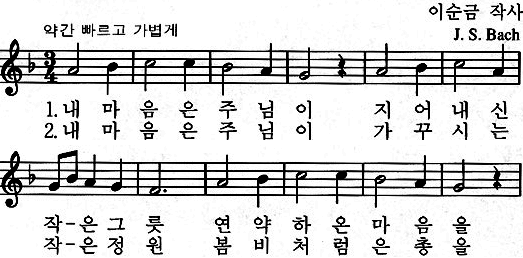 이순금 작사
약간 빠르고 가볍게
J. S. Bach
3
4
1. 내 마 음 은 주 님 이 지 어 내 신
2. 내 마 음 은 주 님 이 가 꾸 시 는
작 - 은 그 릇 연 약 하 온 마 음 을
작 - 은 정 원 봄 비 처 럼 은 총 을